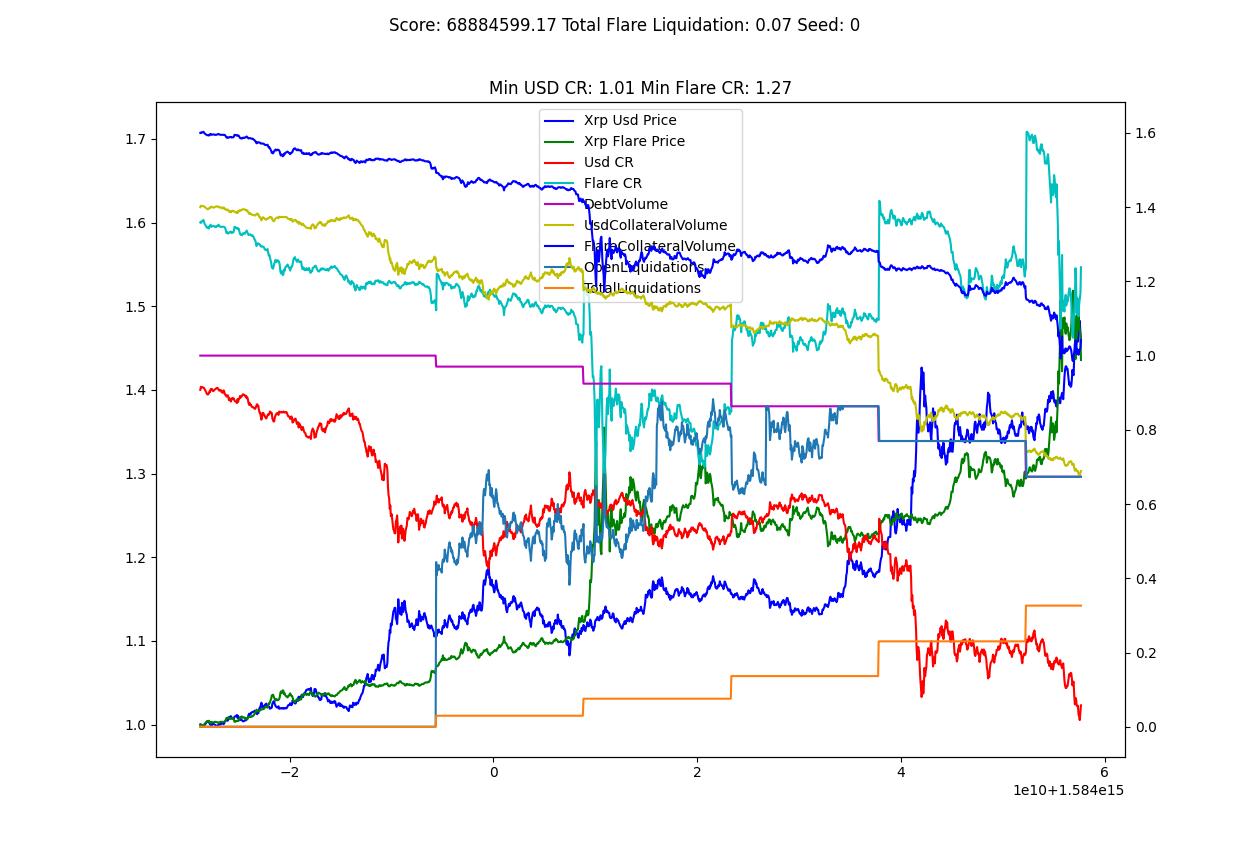 Score: 68884599.17 Total Flare Liquidation: 0.07 Seed: 0
Min USD CR: 1.01 Min Flare CR: 1.27
Xrp Usd Price
Xrp Flare Price
Usd CR
Flare CR
DebtVolume
UsdCollateralVolume
FlareCollateralVolume
OpenLiquidations
TotalLiquidations
1.7
1.6
1.5
1.4
1.3
1.2
1.1
1.0
1.6
1.4
1.2
1.0
0.8
0.6
0.4
0.2
0.0
−2 0 2 4 6
1e10+1.584e15